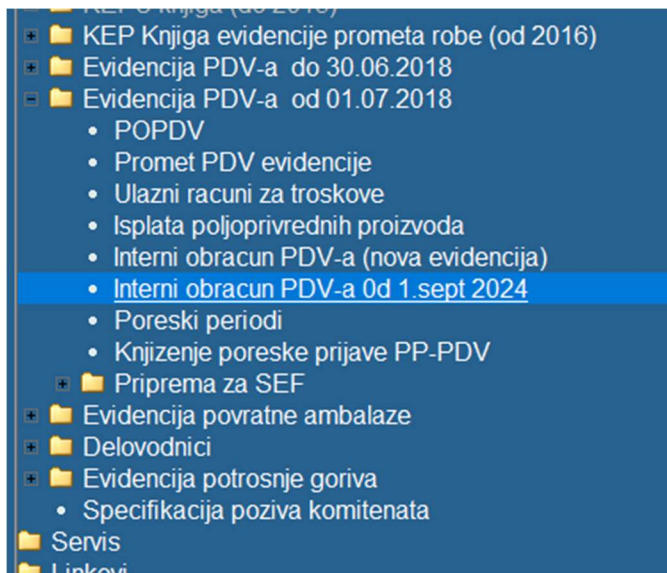 KEP Knjiga evidencije prometa robe (od 2016)
Evidencija PDV-a do 30.06.2018
Evidencija PDV-a od 01.07.2018
POPDV
Promet PDV evidencije
Ulazni racuni za troskove
Isplata poljoprivrednih proizvoda
Interni obracun PDV-a (nova evidencija)
Interni obracun PDV-a 0d 1.sept 2024
Poreski periodi
Knjizenje poreske prijave PP-PDV
Priprema za SEF
Evidencija povratne ambalaze
Delovodnici
Evidencija potrosnje goriva
Specifikacija poziva komitenata
Servis
Linkovi